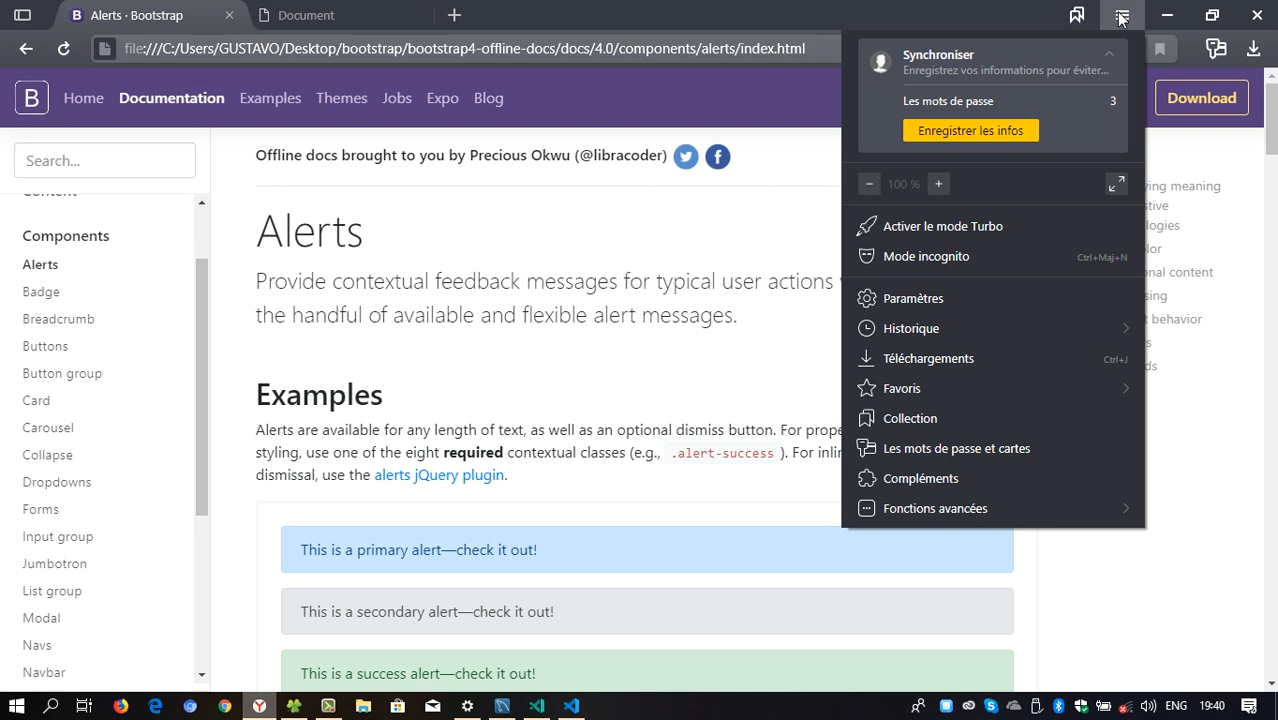 Alerts · Bootstrap
Document
file:///C:/Users/GUSTAVO/Desktop/bootstrap/bootstrap4-offline-docs/docs/4.0/components/alerts/index.html
B Home Documentation Examples Themes Jobs Expo Blog
Download
Search...
Content
Components
Alerts
Badge
Breadcrumb
Buttons
Button group
Card
Carousel
Collapse
Dropdowns
Forms
Input group
Jumbotron
List group
Modal
Navs
Navbar
Offline docs brought to you by Precious Okwu (@libracoder)
Alerts
Provide contextual feedback messages for typical user actions
the handful of available and flexible alert messages.
Examples
Alerts are available for any length of text, as well as an optional dismiss button. For
styling, use one of the eight required contextual classes (e.g., .alert-success). For
dismissal, use the alerts jQuery plugin.
This is a primary alert—check it out!
This is a secondary alert—check it out!
This is a success alert—check it out!
Synchroniser
Enregistrez vos informations pour éviter...
Les mots de passe 3
Enregistrer les infos
− 100 % +
Activer le mode Turbo
Mode incognito Ctrl+Maj+N
Paramètres
Historique
Téléchargements Ctrl+J
Favoris
Collection
Les mots de passe et cartes
Compléments
Fonctions avancées
meaning
content
behavior
ENG 19:40